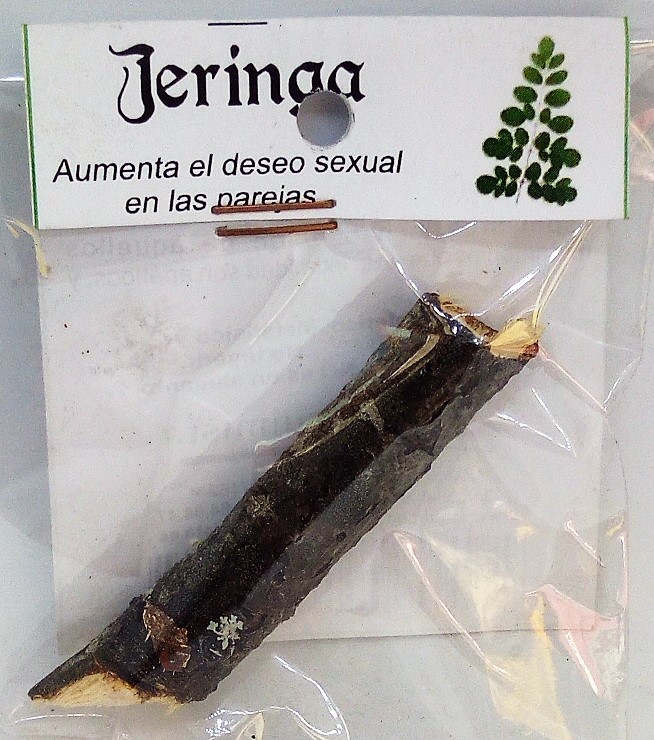 Jeringa
Aumenta el deseo sexual
en las parejas